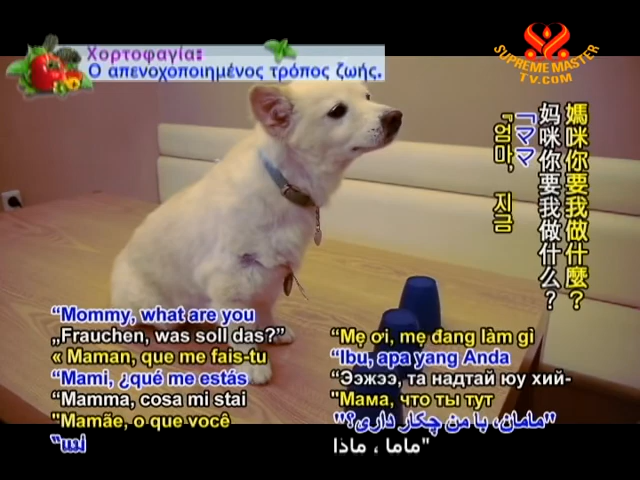 Χορτοφαγία:
Ο απενοχοποιημένος τρόπος ζωής.
SUPREME MASTER
TV.COM
媽咪你要我做什麼?
妈咪你要我做什么?
「ママ
『엄마, 지금
“Mommy, what are you
„Frauchen, was soll das?”
« Maman, que me fais-tu
“Mami, ¿qué me estás
“Mamma, cosa mi stai
"Mamãe, o que você
“แม่
“Mẹ ơi, mẹ đang làm gì
“Ibu, apa yang Anda
“Ээжээ, та надтай юу хий-
"Мама, что ты тут
”مامان، با من چکار داری؟“
"ماما ، ماذا